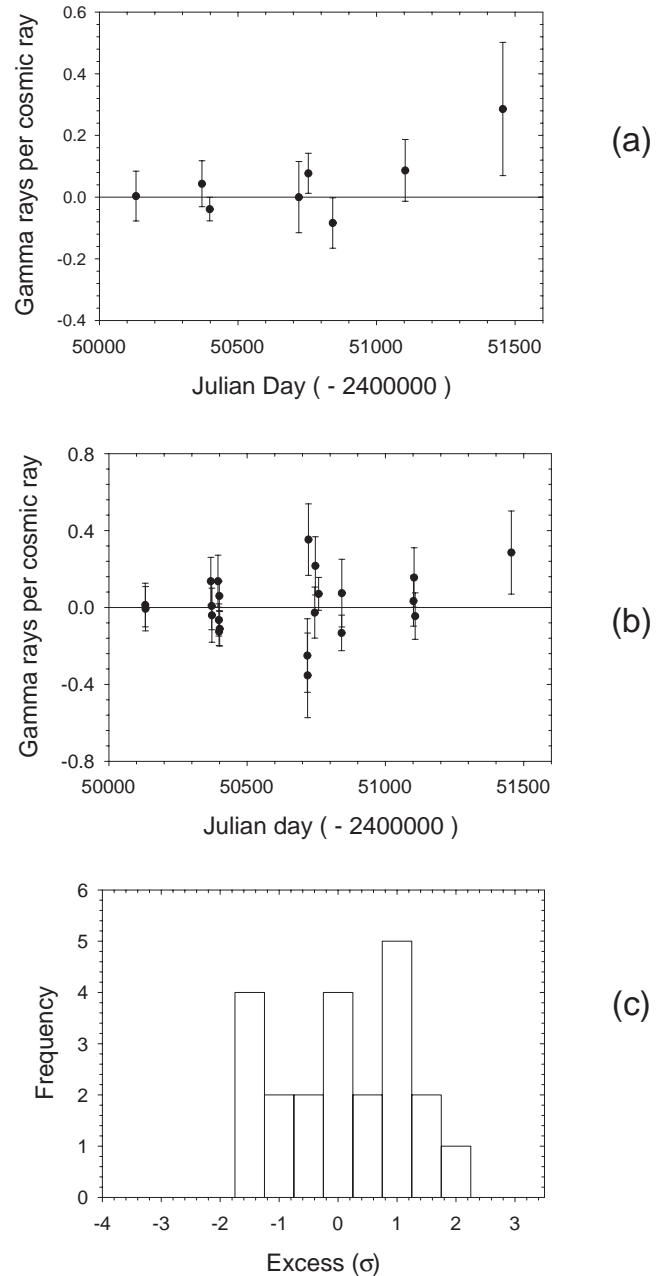 0.6
0.4
0.2
0.0
-0.2
-0.4
Gamma rays per cosmic ray
50000 50500 51000 51500
Julian Day ( - 2400000 )
(a)
0.8
0.4
0.0
-0.4
-0.8
Gamma rays per cosmic ray
50000 50500 51000 51500
Julian day ( - 2400000 )
(b)
6
5
4
3
2
1
0
Frequency
-4 -3 -2 -1 0 1 2 3
Excess (σ)
(c)